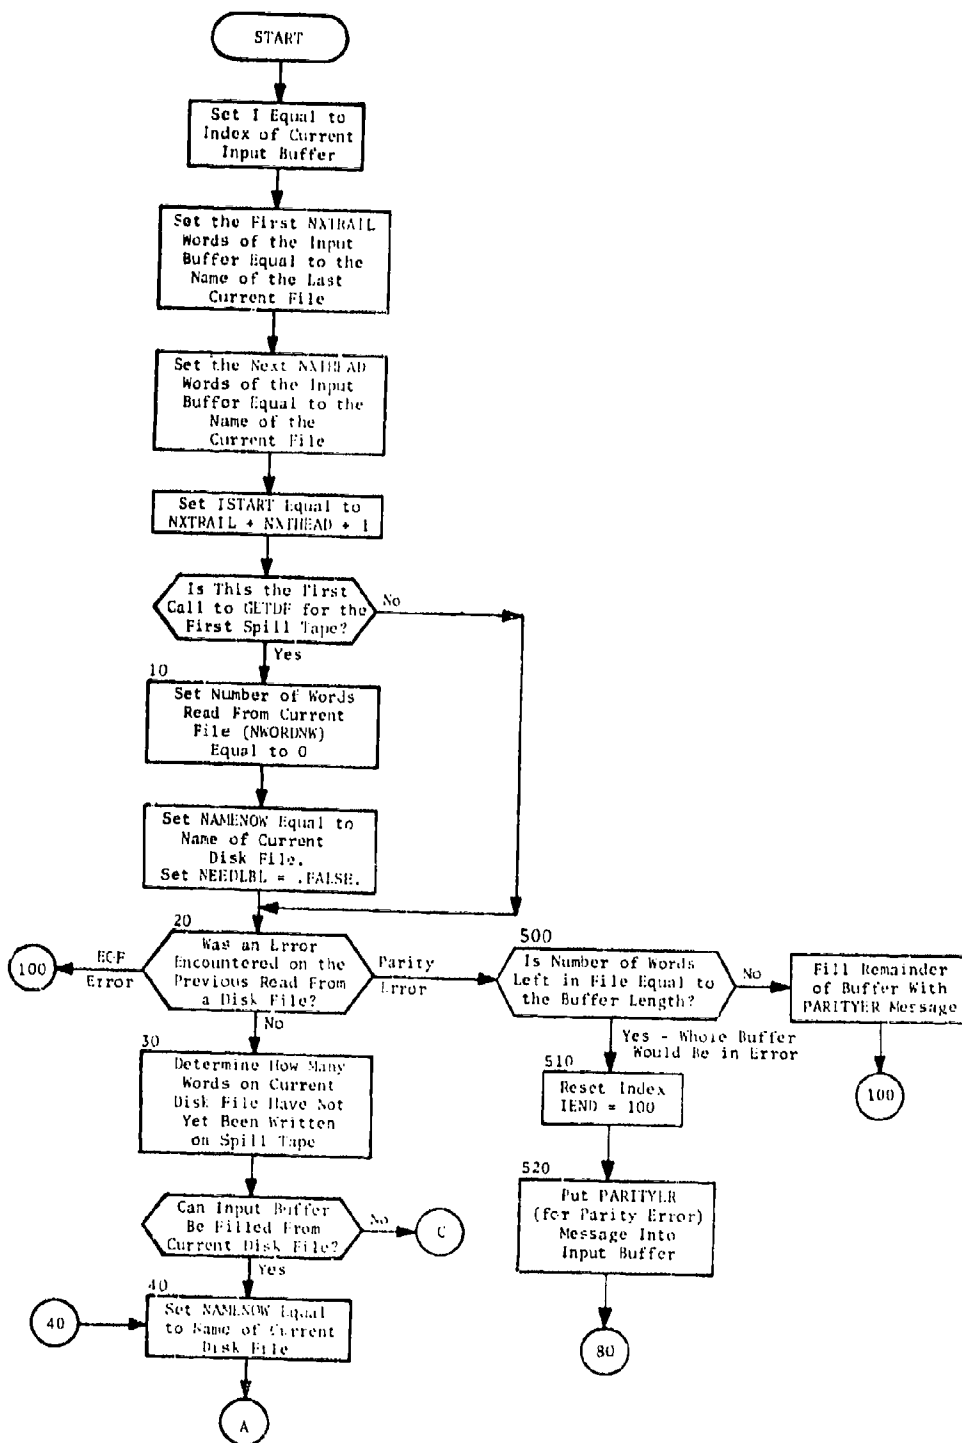 START
Set I Equal to
Index of Current
Input Buffer
Set the First NXTRAIL
Words of the Input
Buffer Equal to the
Name of the Last
Current File
Set the Next NXTHEAD
Words of the Input
Buffer Equal to the
Name of the
Current File
Set ISTART Equal to
NXTRAIL + NXTHEAD + 1
Is This the First
Call to GETDF for the
First Spill Tape?
No
Yes
10
Set Number of Words
Read From Current
File (NWORDNW)
Equal to 0
Set NAMENOW Equal to
Name of Current
Disk File.
Set NEEDLBL = .FALSE.
20
Was an Error
Encountered on the
Previous Read From
a Disk File?
EOF
Error
100
Parity
Error
No
500
Is Number of Words
Left in File Equal to
the Buffer Length?
No
Fill Remainder
of Buffer With
PARITYER Message
100
Yes - Whole Buffer
Would Be in Error
510
Reset Index
IEND = 100
520
Put PARITYER
(for Parity Error)
Message Into
Input Buffer
80
30
Determine How Many
Words on Current
Disk File Have Not
Yet Been Written
on Spill Tape
Can Input Buffer
Be Filled From
Current Disk File?
No
C
Yes
40
40
Set NAMENOW Equal
to Name of Current
Disk File
A